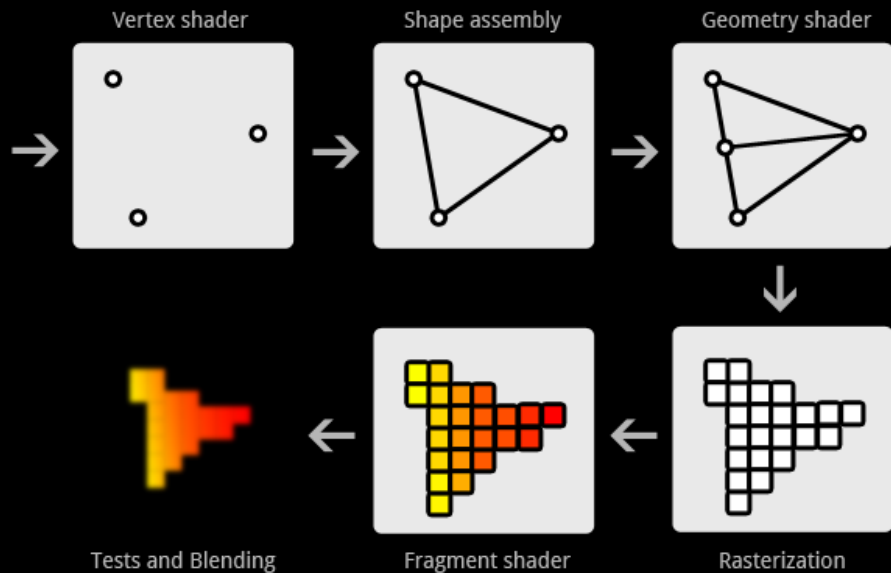 Vertex shader
Shape assembly
Geometry shader
Tests and Blending
Fragment shader
Rasterization